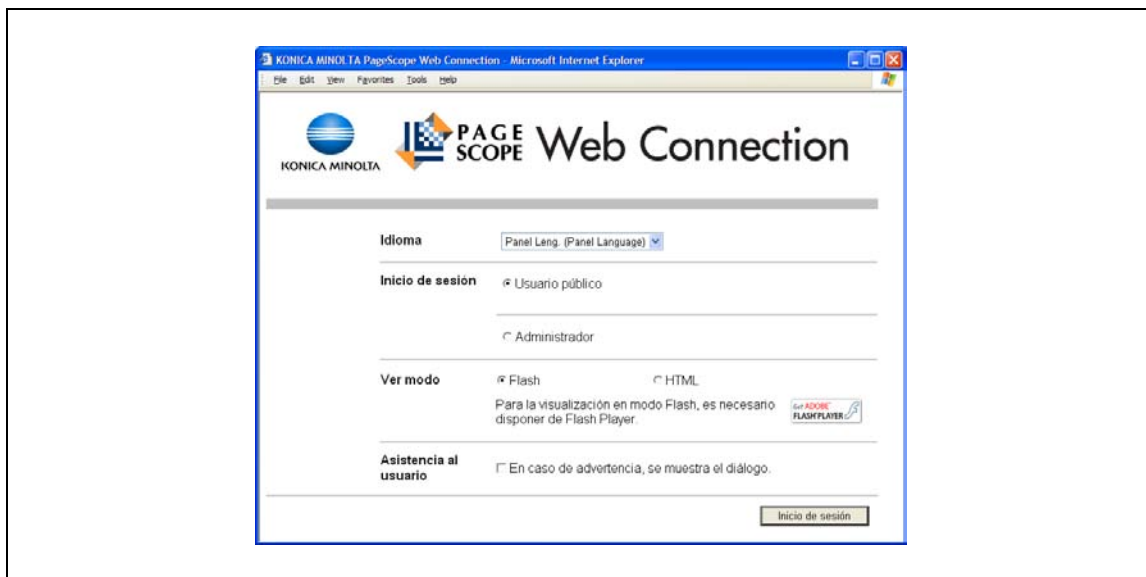 KONICA MINOLTA PageScope Web Connection - Microsoft Internet Explorer
File Edit View Favorites Tools Help
KONICA MINOLTA
PAGE SCOPE Web Connection
Idioma
Panel Leng. (Panel Language)
Inicio de sesión
Usuario público
Administrador
Ver modo
Flash
HTML
Para la visualización en modo Flash, es necesario
disponer de Flash Player.
Get ADOBE
FLASH PLAYER
Asistencia al
usuario
En caso de advertencia, se muestra el diálogo.
Inicio de sesión